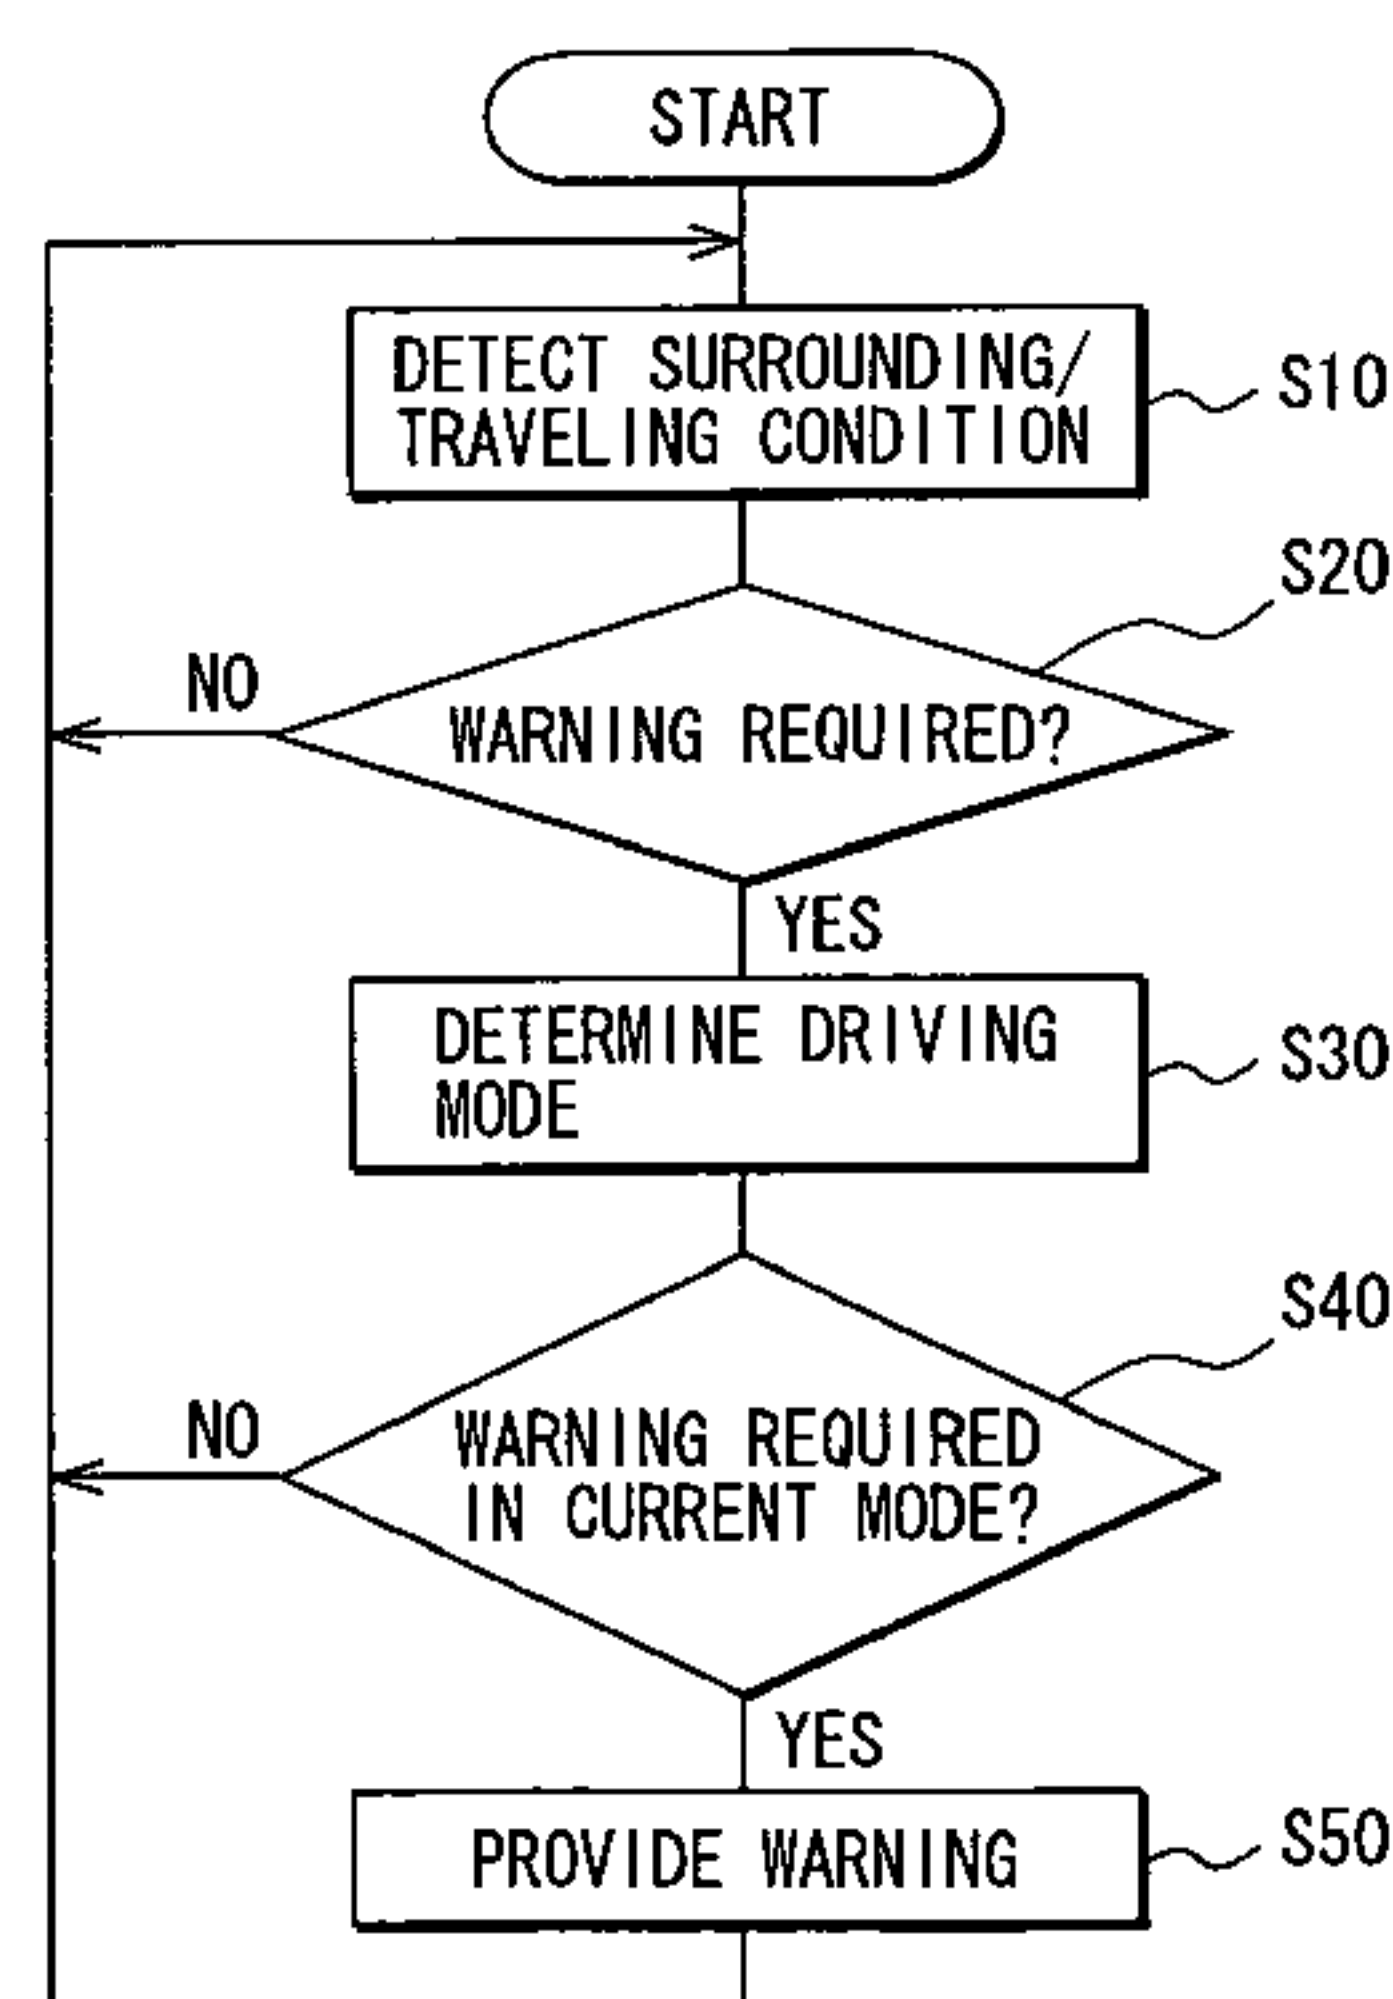 START
DETECT SURROUNDING/
TRAVELING CONDITION
S10
S20
NO
WARNING REQUIRED?
YES
DETERMINE DRIVING
MODE
S30
S40
NO
WARNING REQUIRED
IN CURRENT MODE?
YES
PROVIDE WARNING
S50